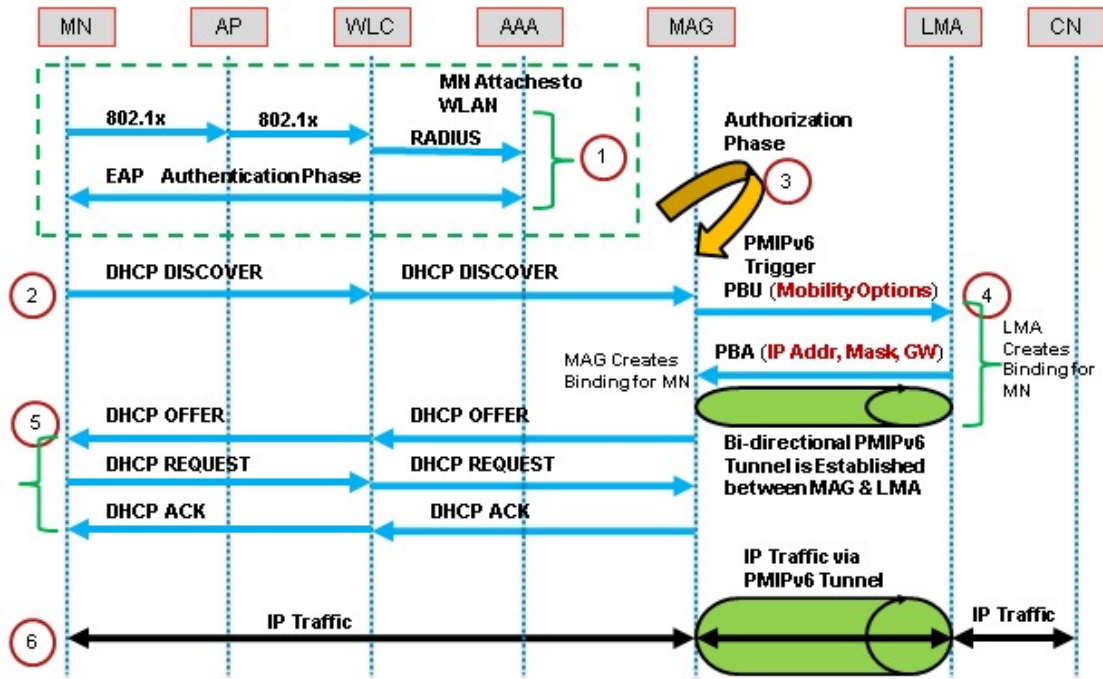 MN
AP
WLC
AAA
MAG
LMA
CN
MN Attaches to
WLAN
802.1x
802.1x
RADIUS
1
EAP Authentication Phase
Authorization
Phase
3
PMIPv6
Trigger
2
DHCP DISCOVER
DHCP DISCOVER
PBU (Mobility Options)
4
LMA
Creates
Binding for
MN
MAG Creates
Binding for MN
PBA (IP Addr, Mask, GW)
5
DHCP OFFER
DHCP OFFER
DHCP REQUEST
DHCP REQUEST
DHCP ACK
DHCP ACK
Bi-directional PMIPv6
Tunnel is Established
between MAG & LMA
IP Traffic via
PMIPv6 Tunnel
6
IP Traffic
IP Traffic